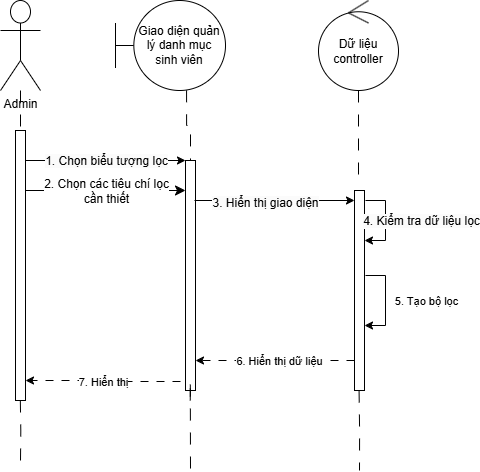 Giao diện quản
lý danh mục
sinh viên
Dữ liệu
controller
Admin
1. Chọn biểu tượng lọc
2. Chọn các tiêu chí lọc
cần thiết
3. Hiển thị giao diện
4. Kiểm tra dữ liệu lọc
5. Tạo bộ lọc
6. Hiển thị dữ liệu
7. Hiển thị